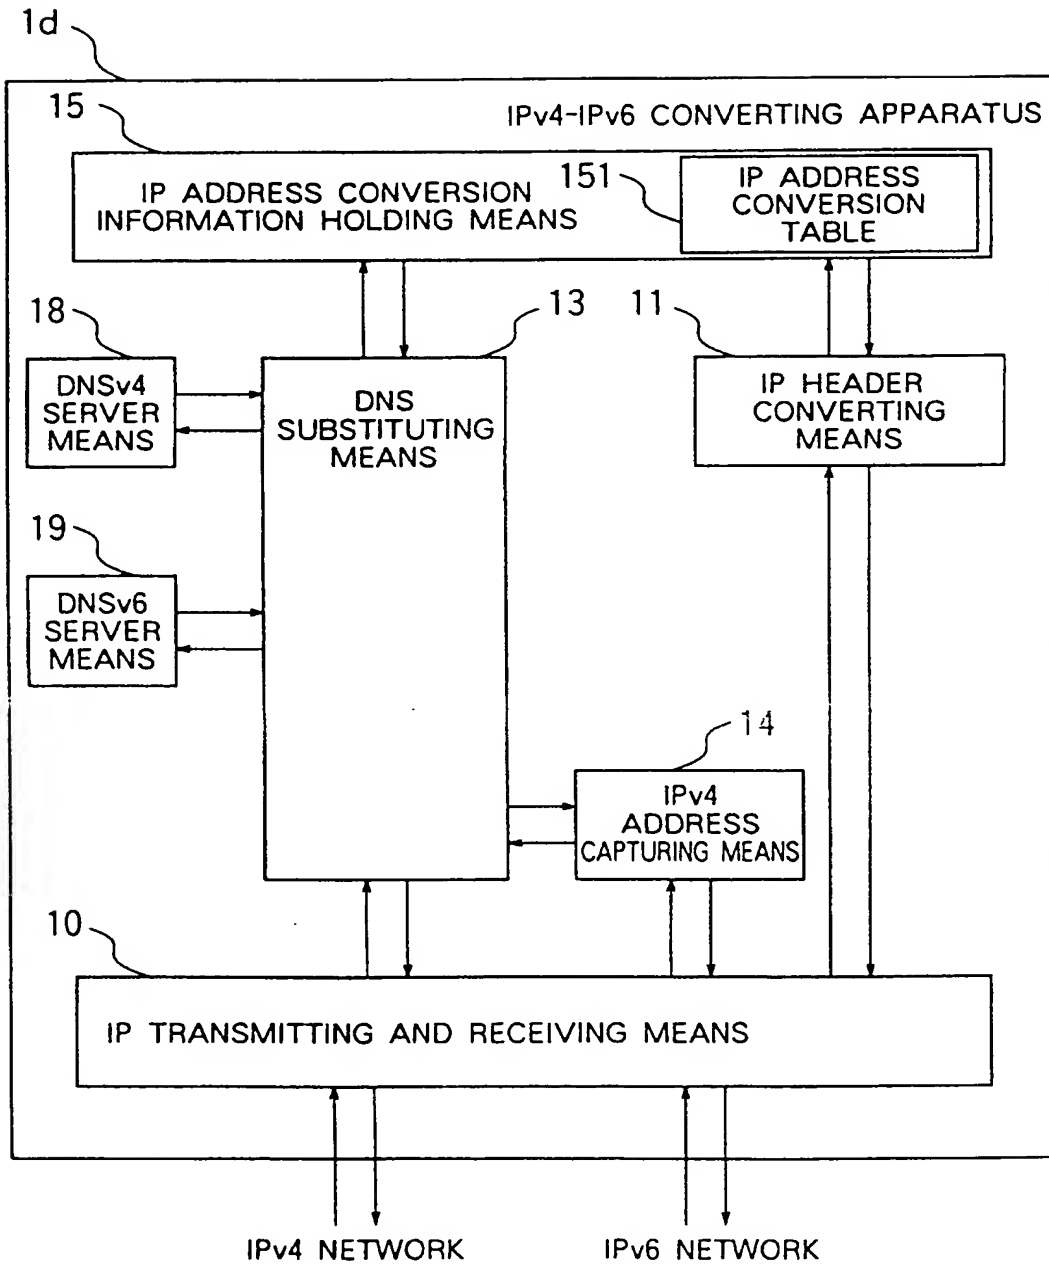 1d
IPv4-IPv6 CONVERTING APPARATUS
15
IP ADDRESS CONVERSION
INFORMATION HOLDING MEANS
151
IP ADDRESS
CONVERSION
TABLE
18
13
11
DNSv4
SERVER
MEANS
DNS
SUBSTITUTING
MEANS
IP HEADER
CONVERTING
MEANS
19
DNSv6
SERVER
MEANS
14
IPv4
ADDRESS
CAPTURING MEANS
10
IP TRANSMITTING AND RECEIVING MEANS
IPv4 NETWORK
IPv6 NETWORK